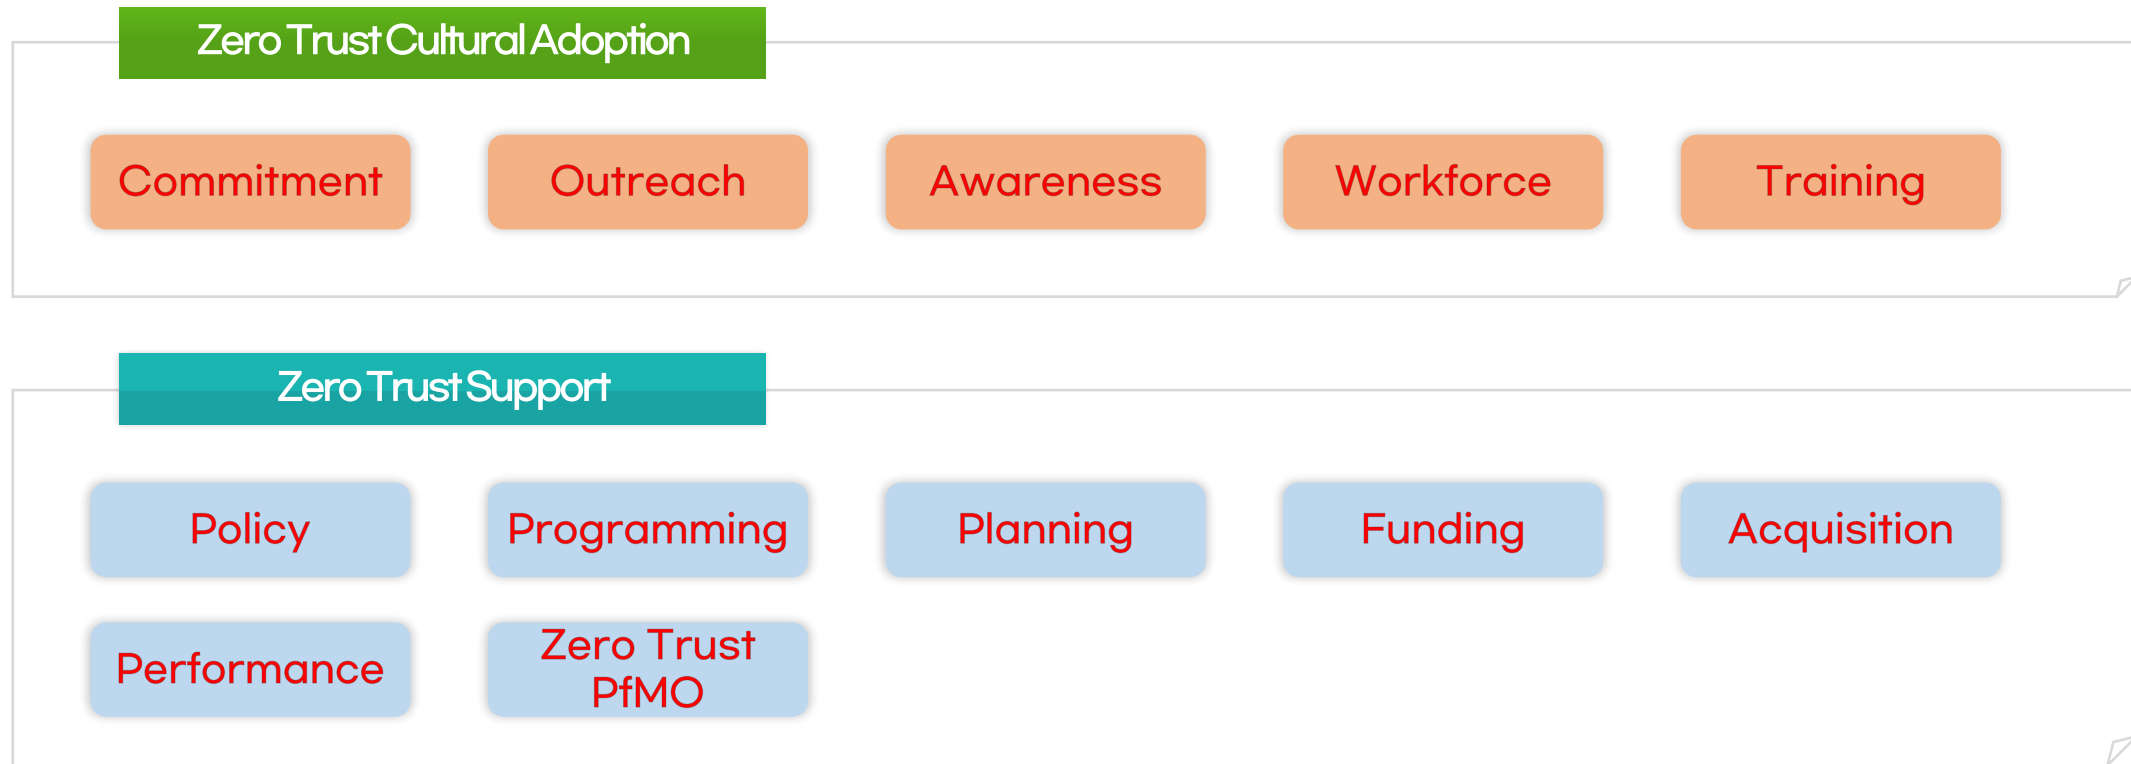 Zero Trust Cultural Adoption
Commitment
Outreach
Awareness
Workforce
Training
Zero Trust Support
Policy
Programming
Planning
Funding
Acquisition
Performance
Zero Trust
PfMO